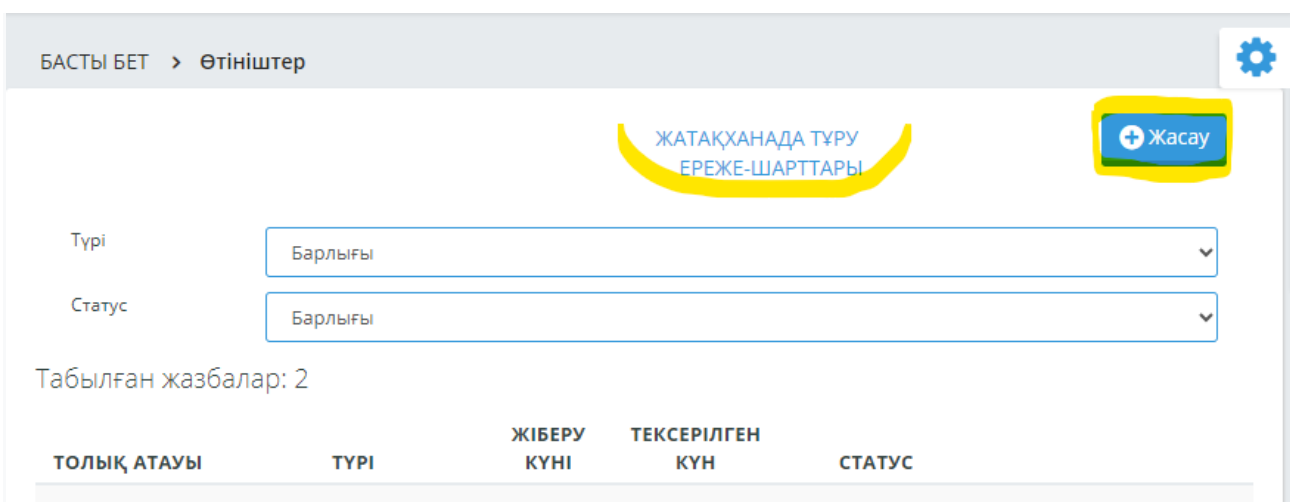 БАСТЫ БЕТ > Өтініштер
ЖАТАҚХАНАДА ТҰРУ
ЕРЕЖЕ-ШАРТТАРЫ
Жасау
Түрі
Барлығы
Статус
Барлығы
Табылған жазбалар: 2
ТОЛЫҚ АТАУЫ ТҮРІ ЖІБЕРУ КҮНІ ТЕКСЕРІЛГЕН КҮН СТАТУС